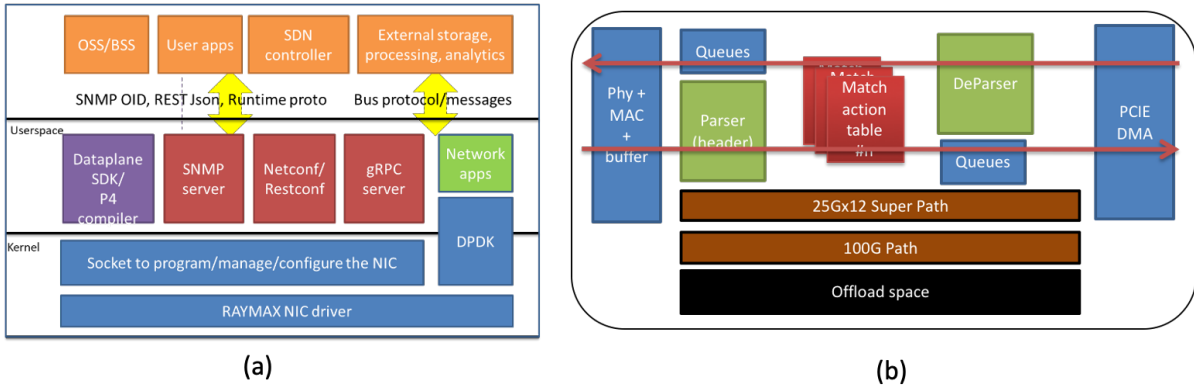 OSS/BSS
User apps
SDN
controller
External storage,
processing, analytics
SNMP OID, REST Json, Runtime proto
Bus protocol/messages
Userspace
Dataplane
SDK/
P4
compiler
SNMP
server
Netconf/
Restconf
gRPC
server
Network
apps
DPDK
Kernel
Socket to program/manage/configure the NIC
RAYMAX NIC driver
(a)
Phy +
MAC
+
buffer
Queues
Parser
(header)
Match
Match
action
table
#n
DeParser
Queues
PCIE
DMA
25Gx12 Super Path
100G Path
Offload space
(b)